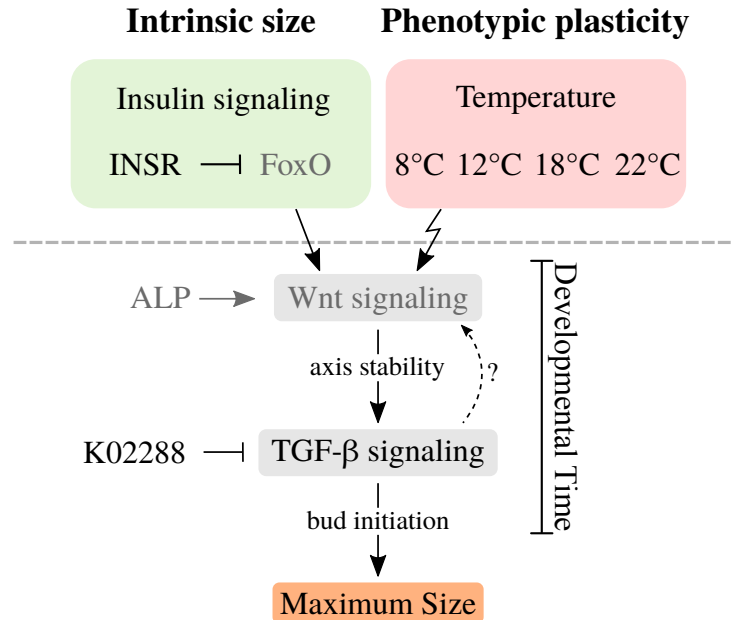 Intrinsic size
Phenotypic plasticity
Insulin signaling
Temperature
INSR
FoxO
8°C 12°C 18°C 22°C
ALP
Wnt signaling
axis stability
?
Developmental Time
K02288
TGF-β signaling
bud initiation
Maximum Size